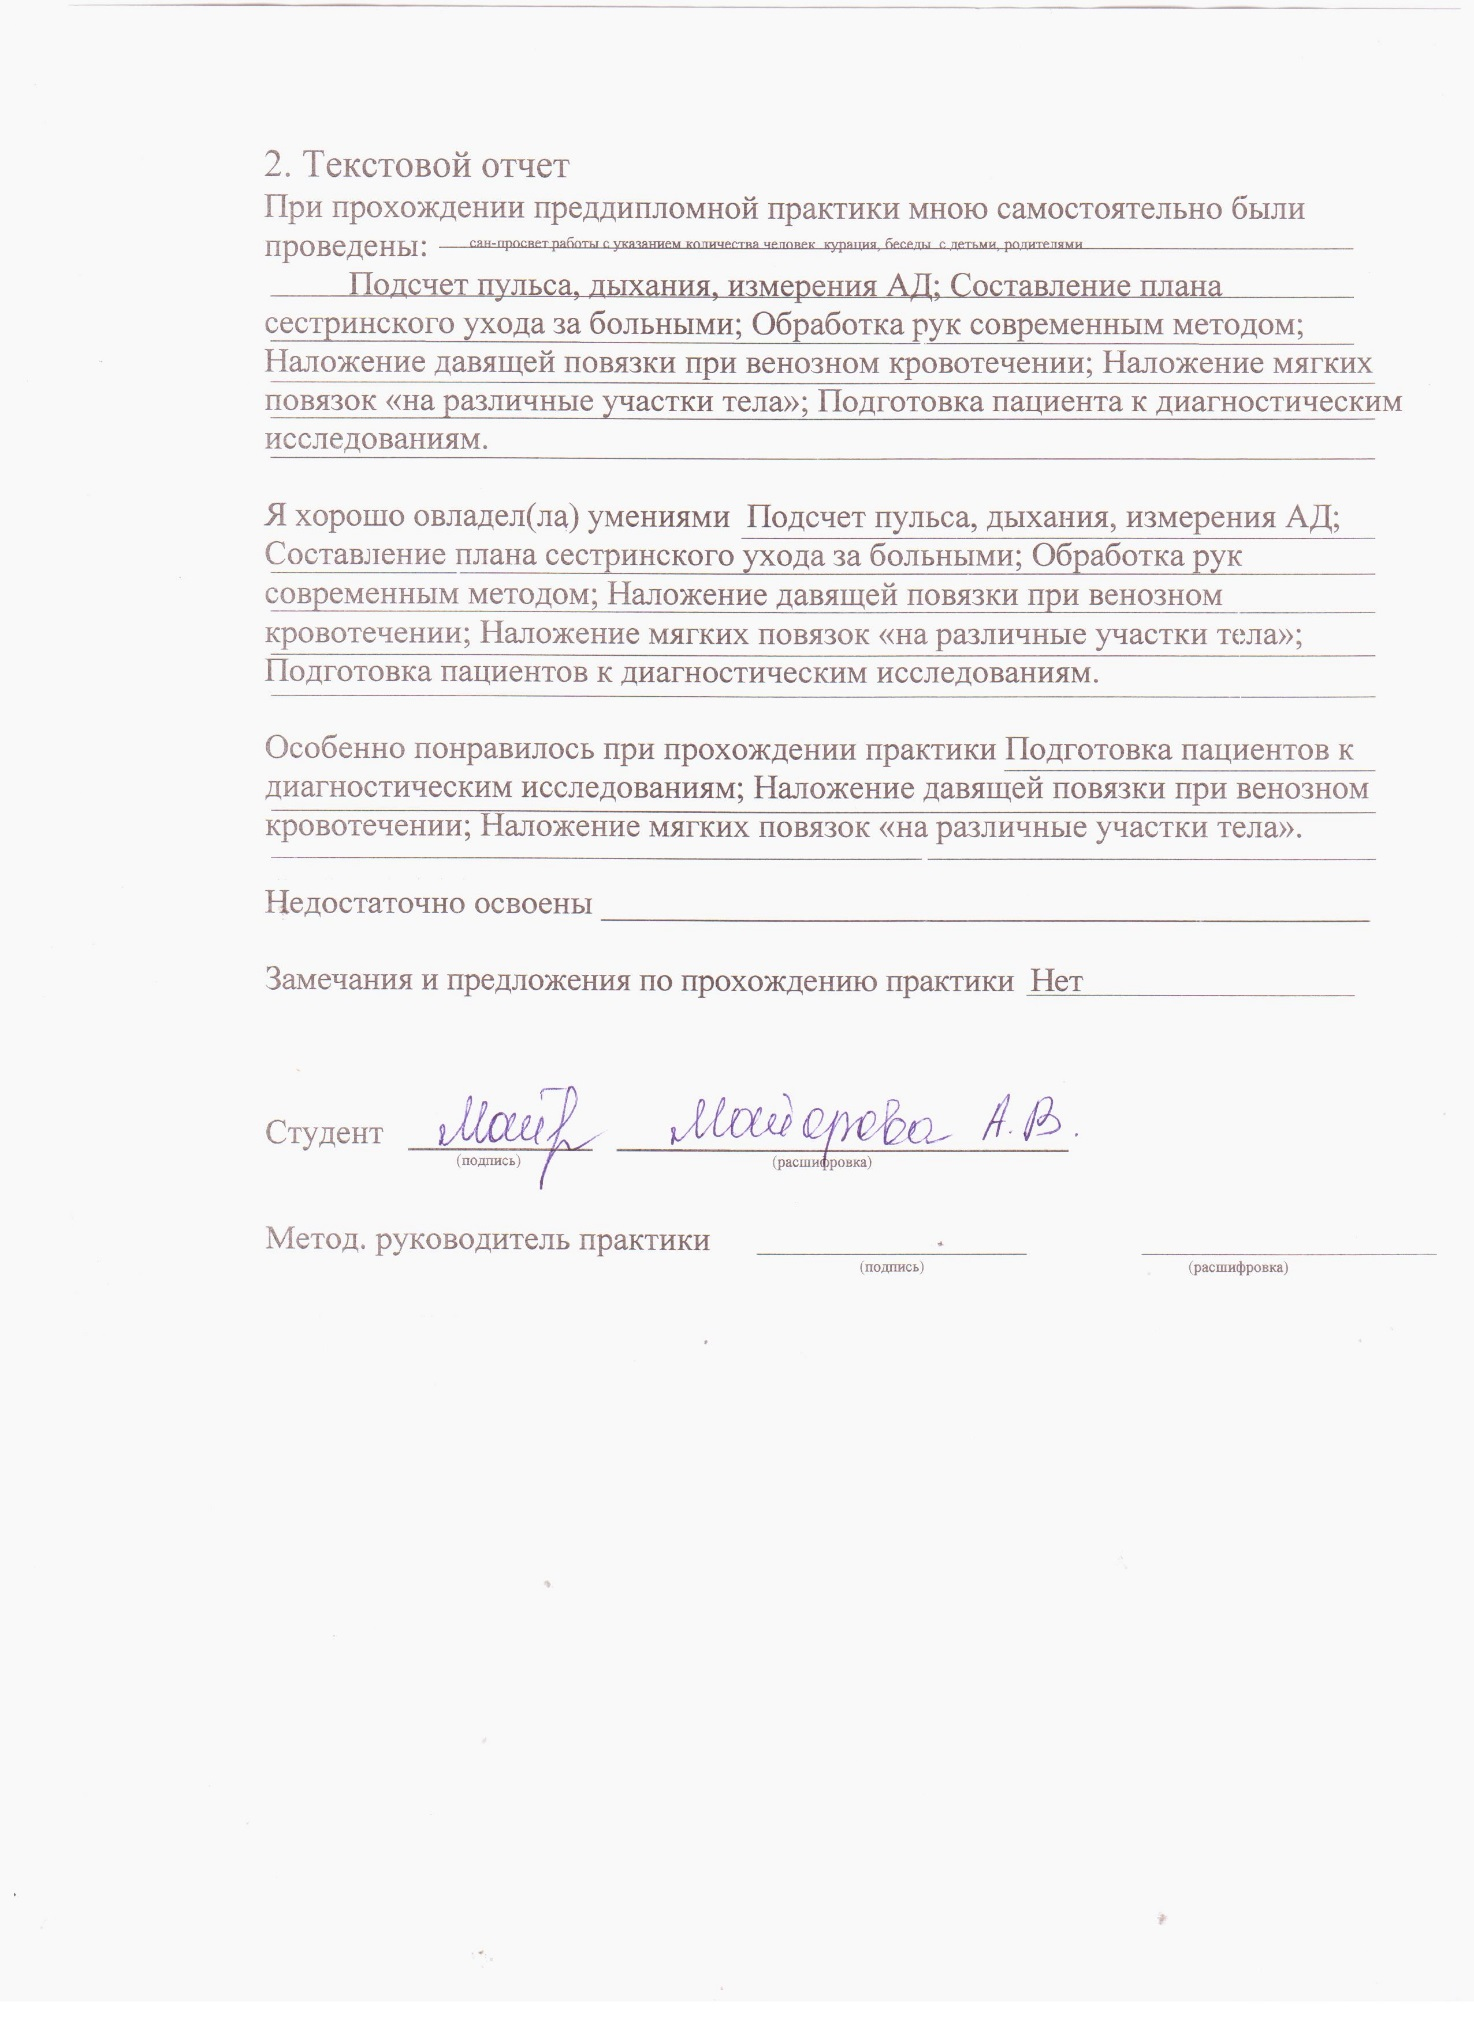 2. Текстовой отчет
При прохождении преддипломной практики мною самостоятельно были
проведены: сан-просвет работы с указанием количества человек курация, беседы с детьми, родителями
Подсчет пульса, дыхания, измерения АД; Составление плана
сестринского ухода за больными; Обработка рук современным методом;
Наложение давящей повязки при венозном кровотечении; Наложение мягких
повязок «на различные участки тела»; Подготовка пациента к диагностическим
исследованиям.
Я хорошо овладел(ла) умениями Подсчет пульса, дыхания, измерения АД;
Составление плана сестринского ухода за больными; Обработка рук
современным методом; Наложение давящей повязки при венозном
кровотечении; Наложение мягких повязок «на различные участки тела»;
Подготовка пациентов к диагностическим исследованиям.
Особенно понравилось при прохождении практики Подготовка пациентов к
диагностическим исследованиям; Наложение давящей повязки при венозном
кровотечении; Наложение мягких повязок «на различные участки тела».
Недостаточно освоены
Замечания и предложения по прохождению практики Нет
Студент Майорова А.В.
(подпись) (расшифровка)
Метод. руководитель практики
(подпись) (расшифровка)